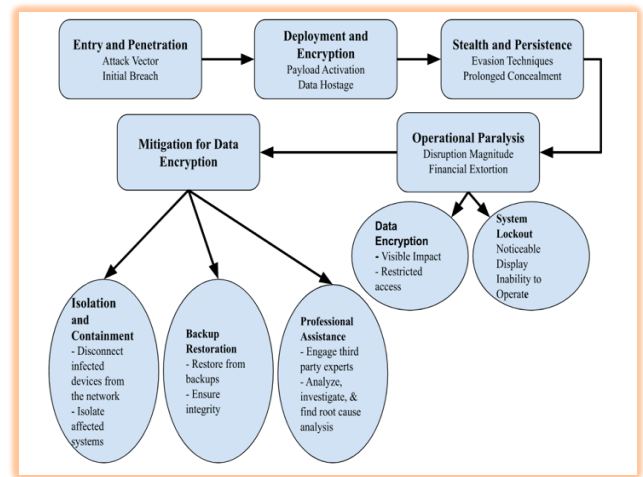 Entry and Penetration
Attack Vector
Initial Breach
Deployment and
Encryption
Payload Activation
Data Hostage
Stealth and Persistence
Evasion Techniques
Prolonged Concealment
Operational Paralysis
Disruption Magnitude
Financial Extortion
Mitigation for Data
Encryption
Data
Encryption
- Visible Impact
- Restricted
access
System
Lockout
Noticeable
Display
Inability to
Operate
Isolation
and
Containment
- Disconnect
infected
devices from
the network
- Isolate
affected
systems
Backup
Restoration
- Restore from
backups
- Ensure
integrity
Professional
Assistance
- Engage third
party experts
- Analyze,
investigate, &
find root cause
analysis